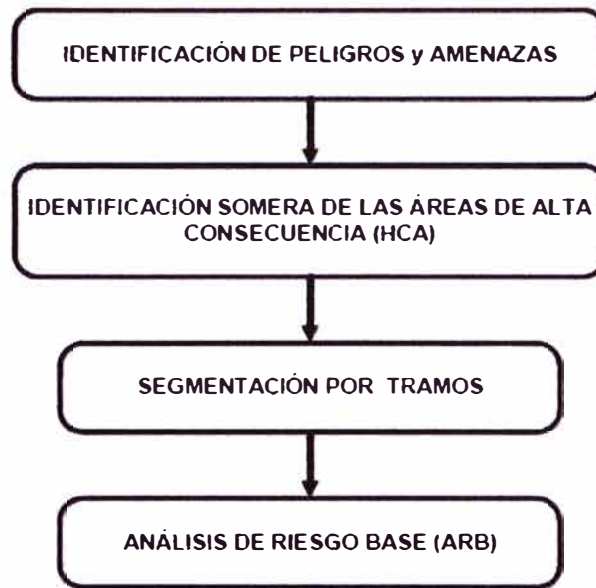 IDENTIFICACIÓN DE PELIGROS y AMENAZAS
IDENTIFICACIÓN SOMERA DE LAS ÁREAS DE ALTA
CONSECUENCIA (HCA)
SEGMENTACIÓN POR TRAMOS
ANÁLISIS DE RIESGO BASE (ARB)